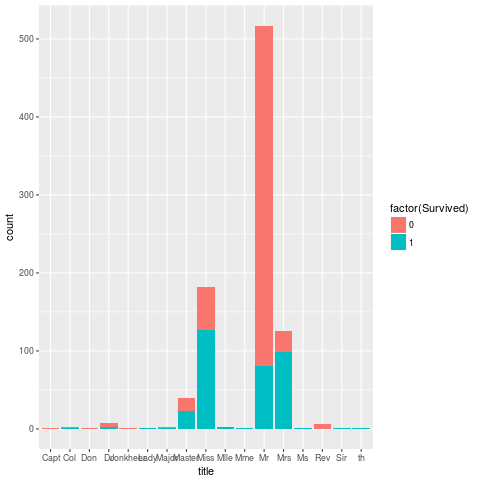 500
400
300
200
100
0
count
Capt Col Don Dr Jonkheer Lady Major Master Miss Mlle Mme Mr Mrs Ms Rev Sir th
title
factor(Survived)
0
1